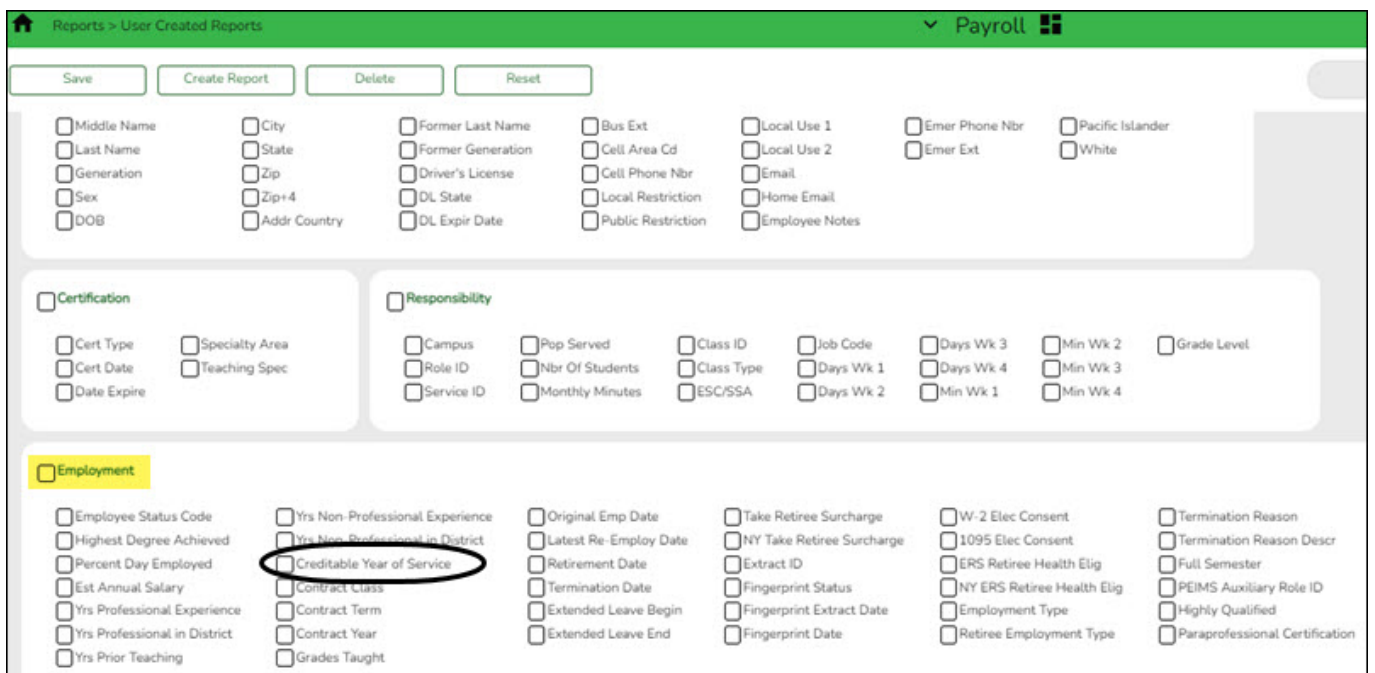 Reports > User Created Reports
Payroll
Save Create Report Delete Reset
Middle Name City Former Last Name Bus Ext Local Use 1 Emer Phone Nbr Pacific Islander
Last Name State Former Generation Cell Area Cd Local Use 2 Emer Ext White
Generation Zip Driver's License Cell Phone Nbr Email
Sex Zip+4 DL State Local Restriction Home Email
DOB Addr Country DL Expir Date Public Restriction Employee Notes
Certification Responsibility
Cert Type Specialty Area Campus Pop Served Class ID Job Code Days Wk 3 Min Wk 2 Grade Level
Cert Date Teaching Spec Role ID Nbr Of Students Class Type Days Wk 1 Days Wk 4 Min Wk 3
Date Expire Service ID Monthly Minutes ESC/SSA Days Wk 2 Min Wk 1 Min Wk 4
Employment
Employee Status Code Yrs Non-Professional Experience Original Emp Date Take Retiree Surcharge W-2 Elec Consent Termination Reason
Highest Degree Achieved Yrs Non-Professional in District Latest Re-Employ Date NY Take Retiree Surcharge 1095 Elec Consent Termination Reason Descr
Percent Day Employed Creditable Year of Service Retirement Date Extract ID ERS Retiree Health Elig Full Semester
Est Annual Salary Contract Class Termination Date Fingerprint Status NY ERS Retiree Health Elig PEIMS Auxiliary Role ID
Yrs Professional Experience Contract Term Extended Leave Begin Fingerprint Extract Date Employment Type Highly Qualified
Yrs Professional in District Contract Year Extended Leave End Fingerprint Date Retiree Employment Type Paraprofessional Certification
Yrs Prior Teaching Grades Taught